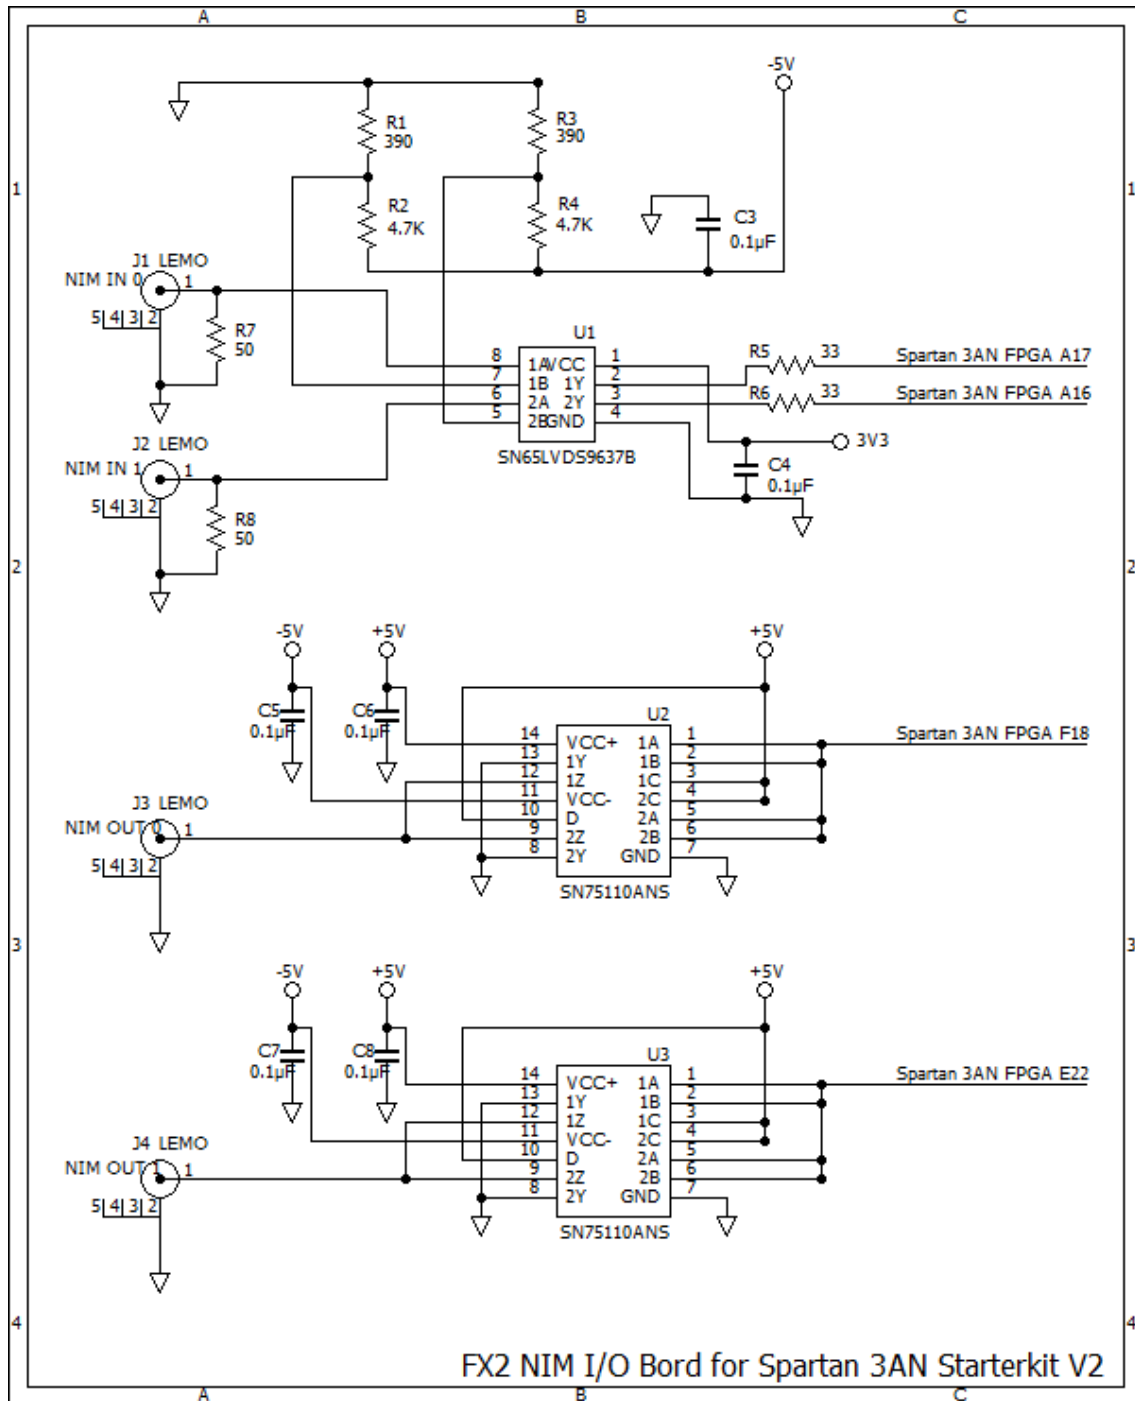 A B C
-5V
R1
390
R3
390
1 1
R2
4.7K
R4
4.7K
C3
0.1µF
J1 LEMO
NIM IN 0
1
5 4 3 2
R7
50
U1
8 1A VCC 1
7 1B 1Y 2
6 2A 2Y 3
5 2B GND 4
SN65LVDS9637B
R5 33 Spartan 3AN FPGA A17
R6 33 Spartan 3AN FPGA A16
3V3
C4
0.1µF
J2 LEMO
NIM IN 1
1
5 4 3 2
R8
50
2 2
-5V +5V +5V
C5
0.1µF
C6
0.1µF
U2
14 VCC+ 1A 1
13 1Y 1B 2
12 1Z 1C 3
11 VCC- 2C 4
10 D 2A 5
9 2Z 2B 6
8 2Y GND 7
SN75110ANS
Spartan 3AN FPGA F18
J3 LEMO
NIM OUT 0
1
5 4 3 2
3 3
-5V +5V +5V
C7
0.1µF
C8
0.1µF
U3
14 VCC+ 1A 1
13 1Y 1B 2
12 1Z 1C 3
11 VCC- 2C 4
10 D 2A 5
9 2Z 2B 6
8 2Y GND 7
SN75110ANS
Spartan 3AN FPGA E22
J4 LEMO
NIM OUT 1
1
5 4 3 2
4 4
FX2 NIM I/O Bord for Spartan 3AN Starterkit V2
A B C